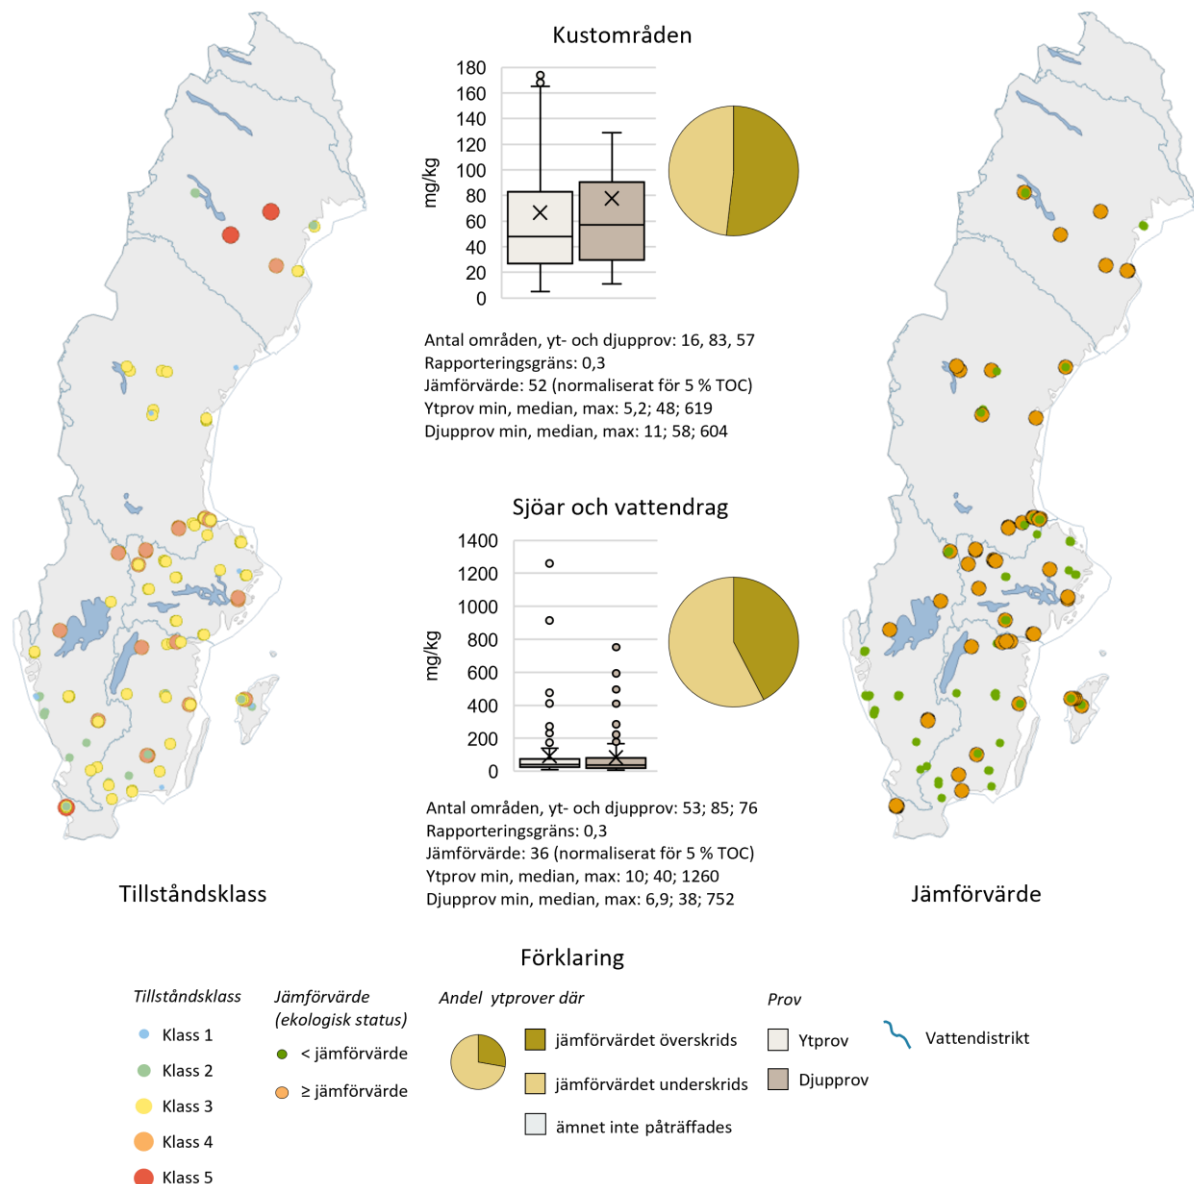 Kustområden
180
160
140
120
100
80
60
40
20
0
mg/kg
Antal områden, yt- och djupprov: 16, 83, 57
Rapporteringsgräns: 0,3
Jämförvärde: 52 (normaliserat för 5 % TOC)
Ytprov min, median, max: 5,2; 48; 619
Djupprov min, median, max: 11; 58; 604
Sjöar och vattendrag
1400
1200
1000
800
600
400
200
0
mg/kg
Antal områden, yt- och djupprov: 53; 85; 76
Rapporteringsgräns: 0,3
Jämförvärde: 36 (normaliserat för 5 % TOC)
Ytprov min, median, max: 10; 40; 1260
Djupprov min, median, max: 6,9; 38; 752
Tillståndsklass
Jämförvärde
Förklaring
Tillståndsklass
Klass 1
Klass 2
Klass 3
Klass 4
Klass 5
Jämförvärde
(ekologisk status)
< jämförvärde
≥ jämförvärde
Andel ytprover där
jämförvärdet överskrids
jämförvärdet underskrids
ämnet inte påträffades
Prov
Ytprov
Djupprov
Vattendistrikt